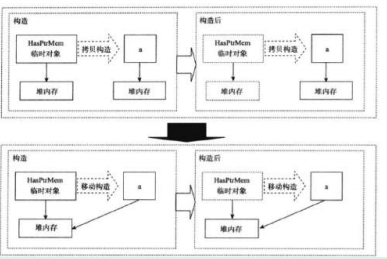 构造
HasPtrMem
临时对象
拷贝构造
a
堆内存
堆内存
构造后
HasPtrMem
临时对象
拷贝构造
a
堆内存
堆内存
构造
HasPtrMem
临时对象
移动构造
a
堆内存
构造后
HasPtrMem
临时对象
移动构造
a
堆内存